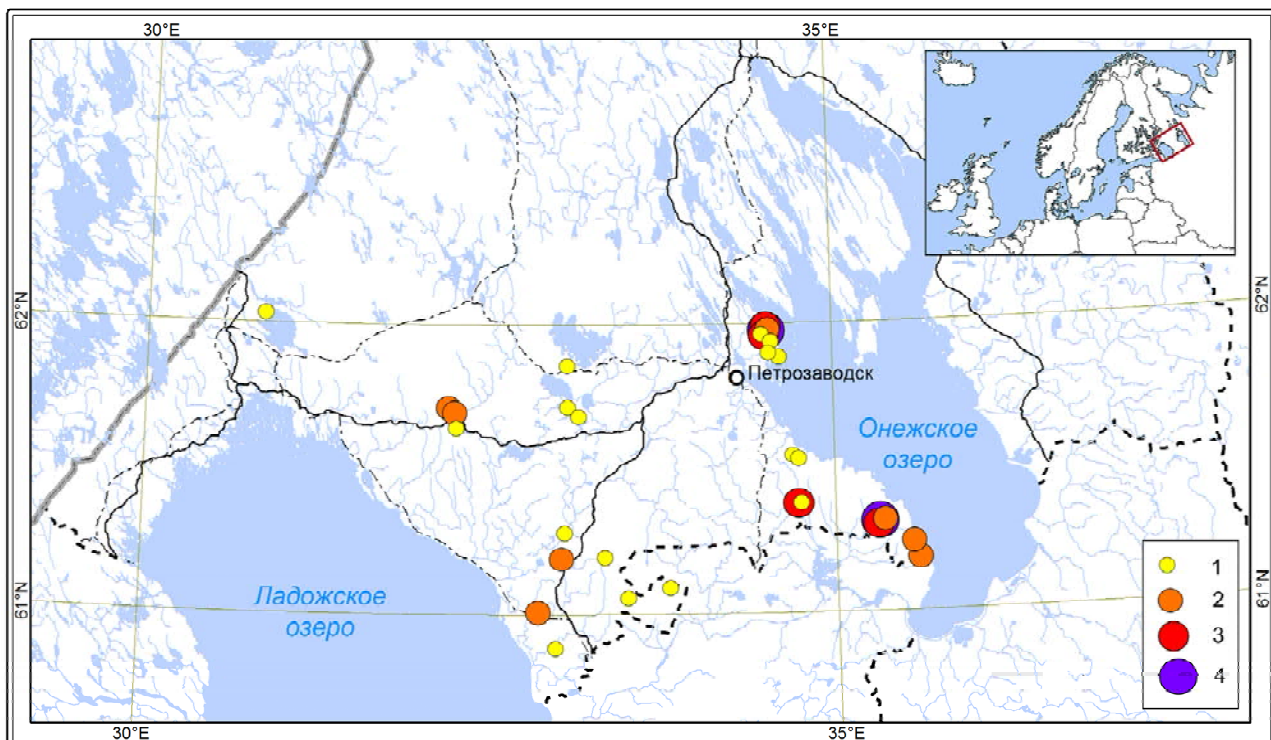 30°E
35°E
62°N
62°N
Петрозаводск
Онежское
озеро
Ладожское
озеро
61°N
61°N
1
2
3
4
30°E
35°E